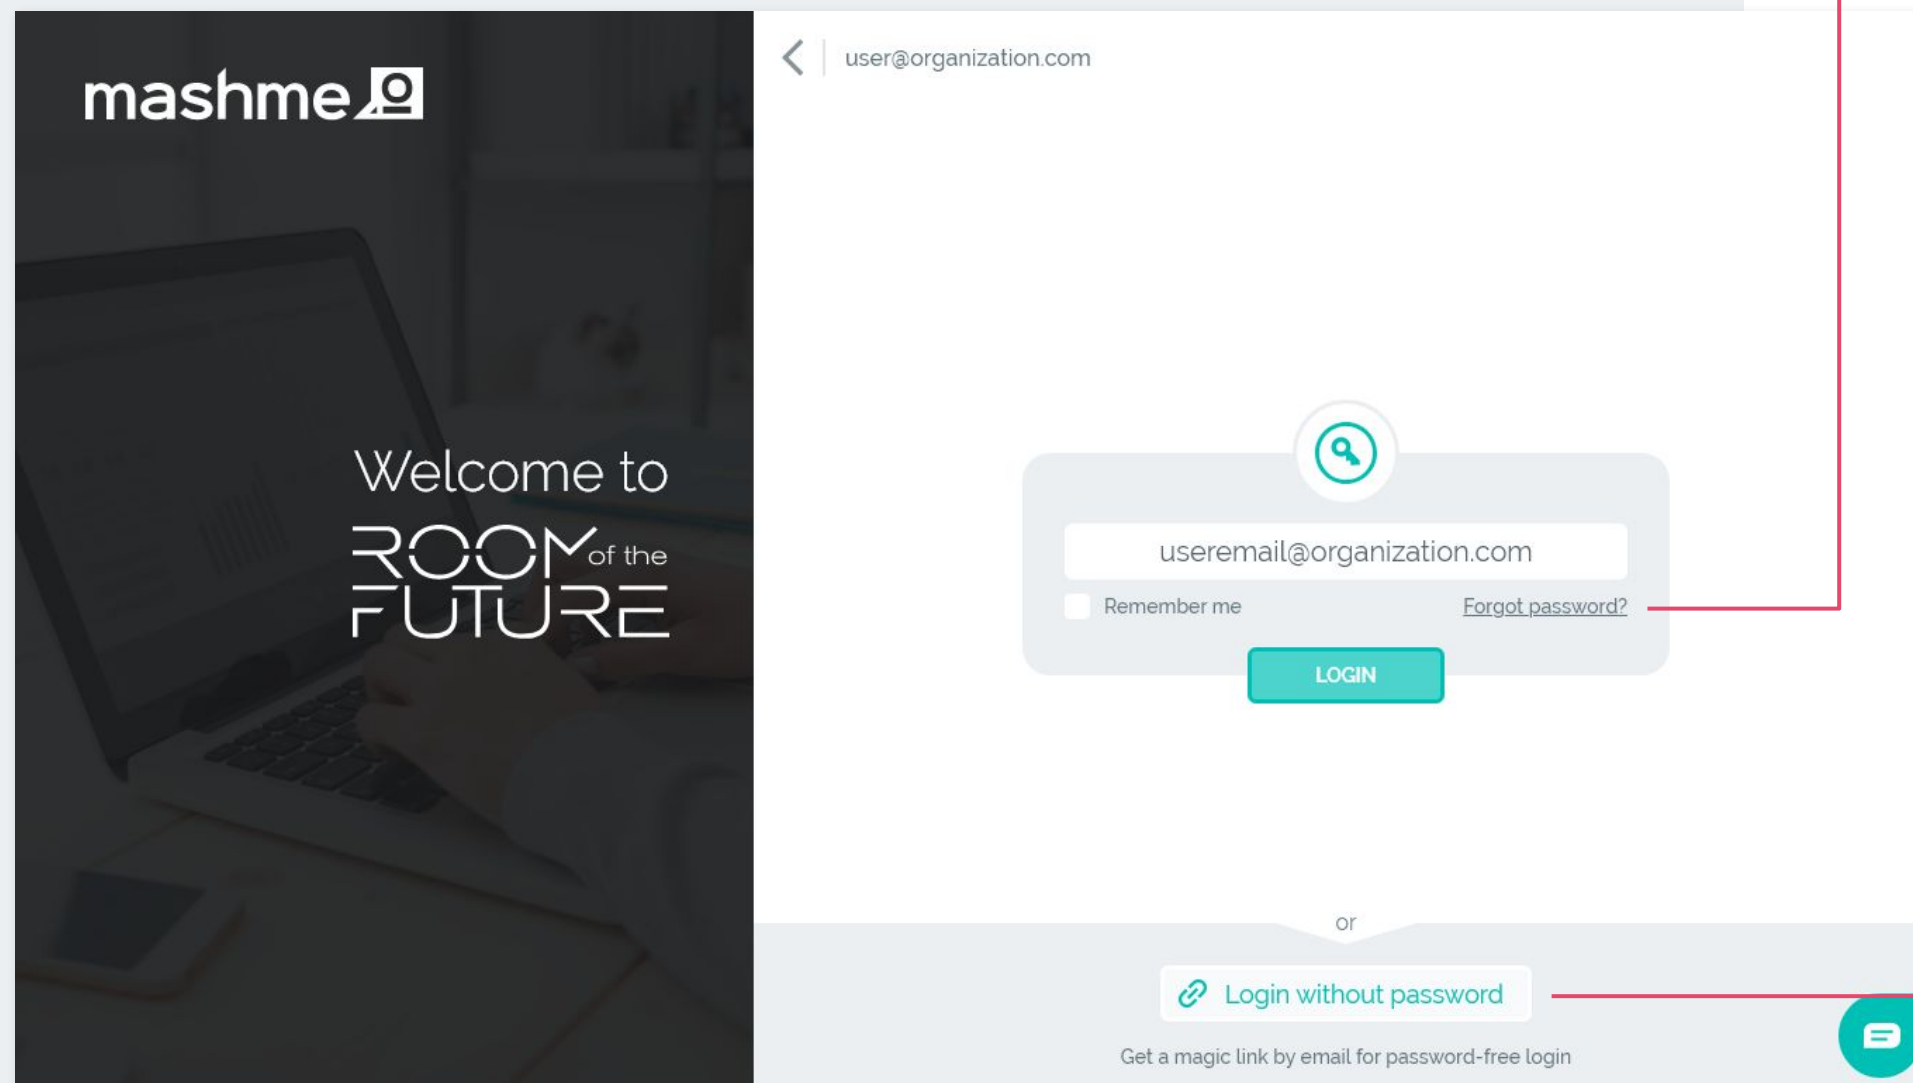 mashme
Welcome to
ROOM of the
FUTURE
user@organization.com
useremail@organization.com
Remember me
Forgot password?
LOGIN
or
Login without password
Get a magic link by email for password-free login